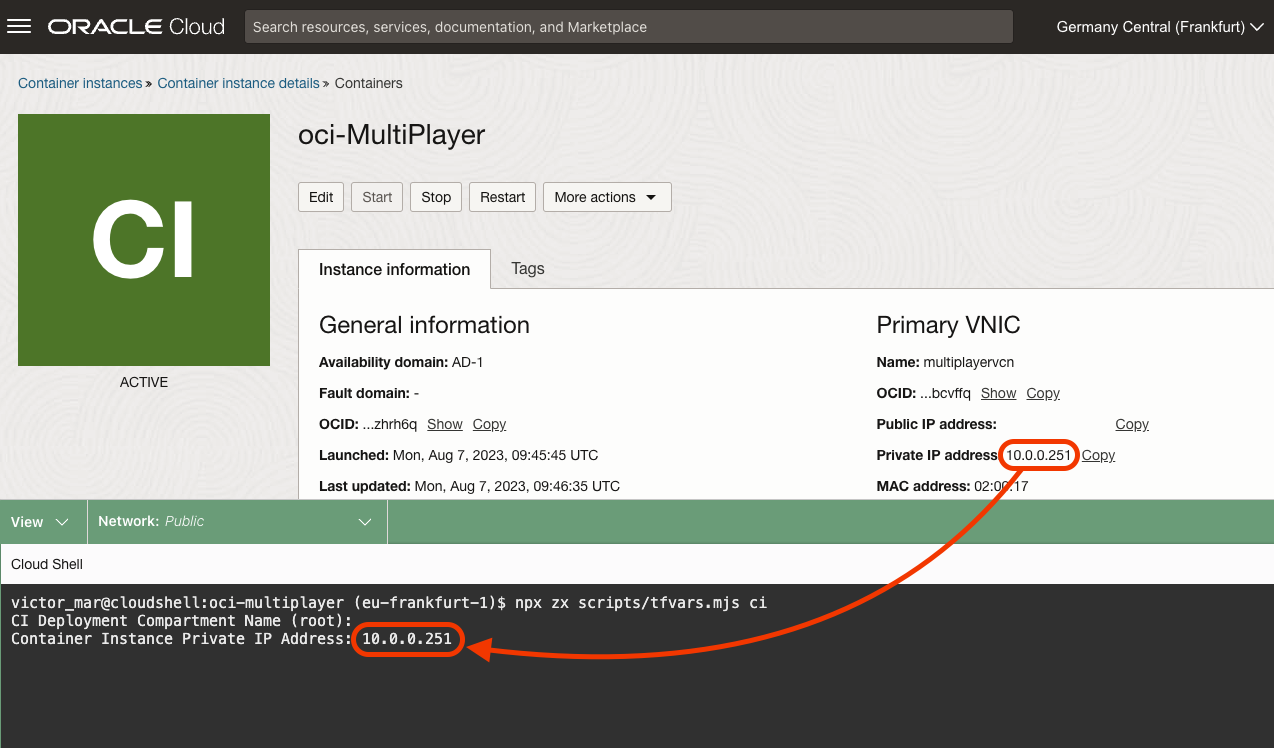 ORACLE Cloud
Search resources, services, documentation, and Marketplace
Germany Central (Frankfurt)
Container instances » Container instance details » Containers
CI
ACTIVE
oci-MultiPlayer
Edit Start Stop Restart More actions
Instance information Tags
General information
Availability domain: AD-1
Fault domain: -
OCID: ...zhrh6q Show Copy
Launched: Mon, Aug 7, 2023, 09:45:45 UTC
Last updated: Mon, Aug 7, 2023, 09:46:35 UTC
Primary VNIC
Name: multiplayervcn
OCID: ...bcvffq Show Copy
Public IP address: Copy
Private IP address 10.0.0.251 Copy
MAC address: 02:00:17
View Network: Public
Cloud Shell
victor_mar@cloudshell:oci-multiplayer (eu-frankfurt-1)$ npx zx scripts/tfvars.mjs ci
CI Deployment Compartment Name (root):
Container Instance Private IP Address: 10.0.0.251